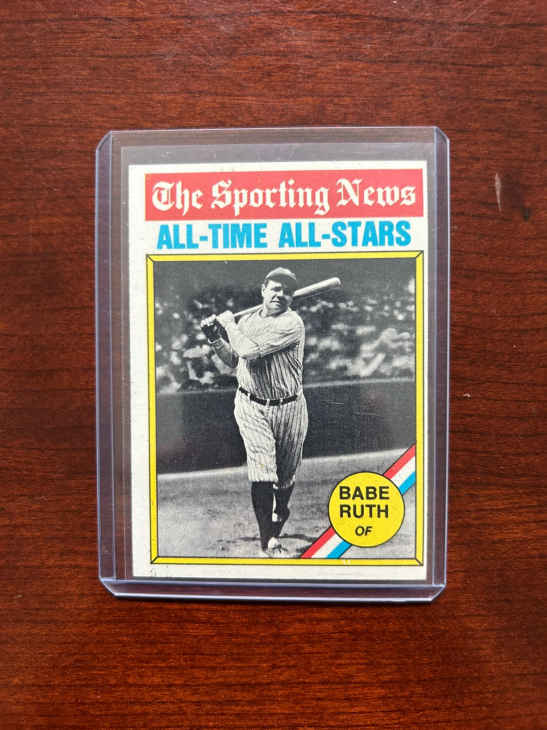 The Sporting News
ALL-TIME ALL-STARS
BABE
RUTH
OF